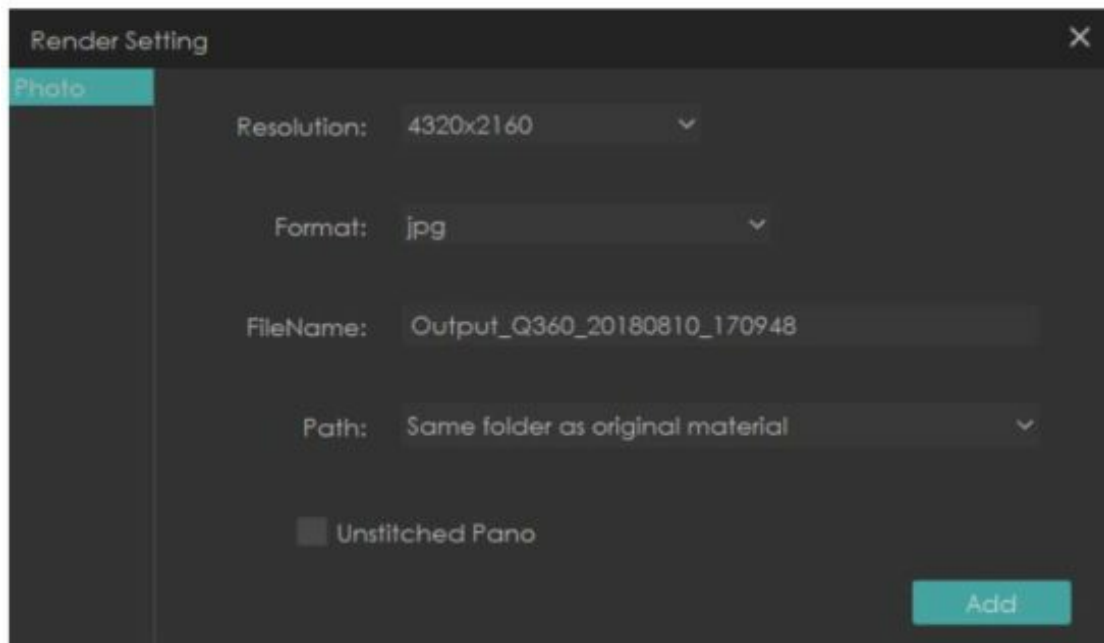 Render Setting
Photo
Resolution: 4320x2160
Format: jpg
FileName: Output_Q360_20180810_170948
Path: Same folder as original material
Unstitched Pano
Add